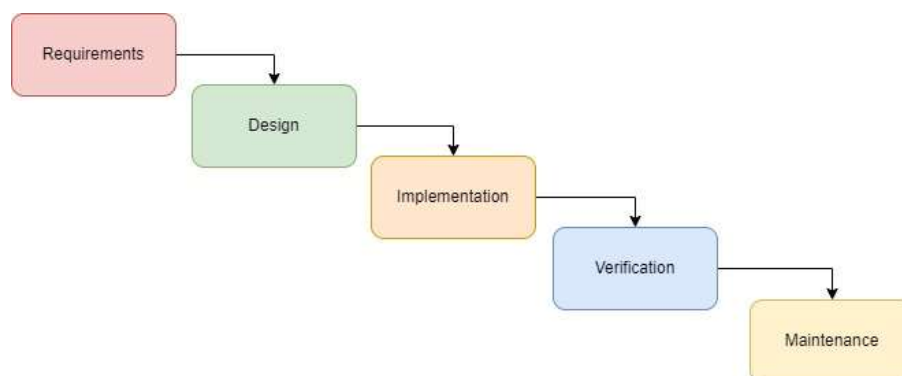 Requirements
Design
Implementation
Verification
Maintenance